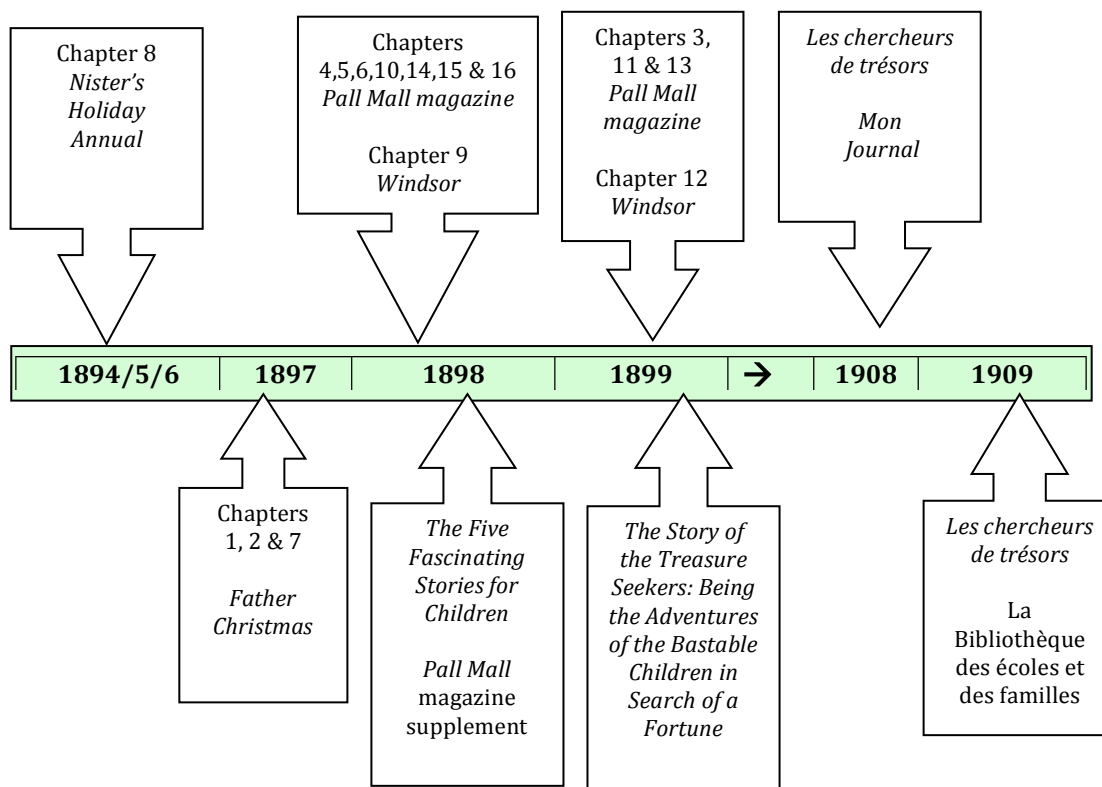 Chapter 8
Nister’s
Holiday
Annual
Chapters
4,5,6,10,14,15 & 16
Pall Mall magazine
Chapter 9
Windsor
Chapters 3,
11 & 13
Pall Mall
magazine
Chapter 12
Windsor
Les chercheurs
de trésors
Mon
Journal
1894/5/6 1897 1898 1899 → 1908 1909
Chapters
1, 2 & 7
Father
Christmas
The Five
Fascinating
Stories for
Children
Pall Mall
magazine
supplement
The Story of
the Treasure
Seekers: Being
the Adventures
of the Bastable
Children in
Search of a
Fortune
Les chercheurs
de trésors
La
Bibliothèque
des écoles et
des familles